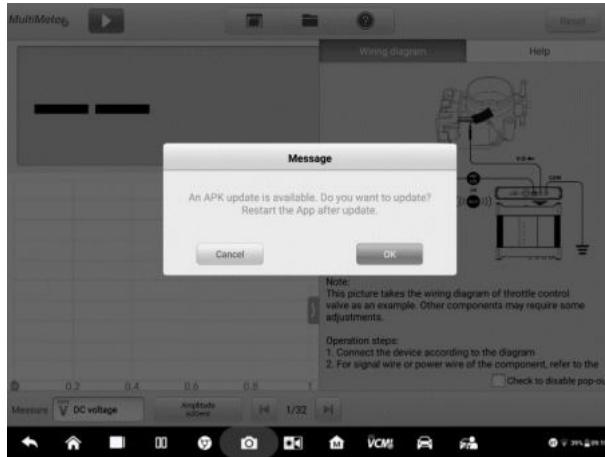 MultiMeter
Reset
Wiring diagram
Help
COM
Message
An APK update is available. Do you want to update?
Restart the App after update.
Cancel
OK
Note:
This picture takes the wiring diagram of throttle control
valve as an example. Other components may require some
adjustments.
Operation steps:
1. Connect the device according to the diagram
2. For signal wire or power wire of the component, refer to the
Check to disable pop-ou
0
0.2
0.4
0.6
0.8
1
Measure
V DC voltage
Amplitude
1/32
VCMI